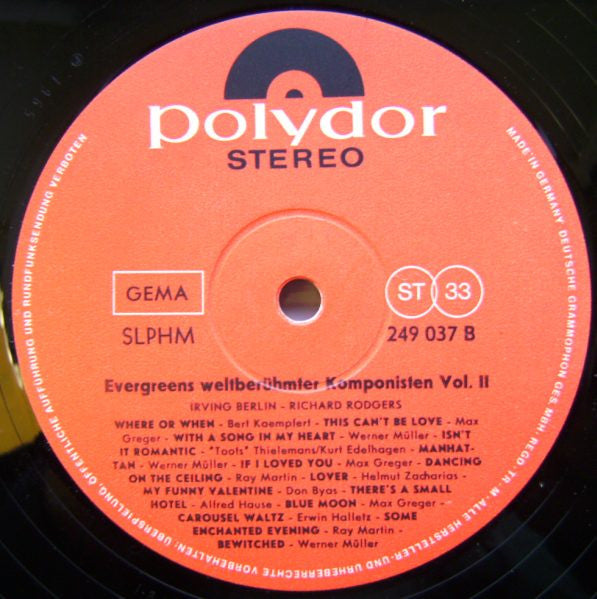 polydor
STEREO
GEMA
ST 33
SLPHM
249 037 B
Evergreens weltberühmter Komponisten Vol. II
IRVING BERLIN - RICHARD RODGERS
WHERE OR WHEN - Bert Kaempfert - THIS CAN'T BE LOVE - Max
Greger - WITH A SONG IN MY HEART - Werner Müller - ISN'T
IT ROMANTIC - "Toots" Thielemans/Kurt Edelhagen - MANHAT-
TAN - Werner Müller - IF I LOVED YOU - Max Greger - DANCING
ON THE CEILING - Ray Martin - LOVER - Helmut Zacharias -
MY FUNNY VALENTINE - Don Byas - THERE'S A SMALL
HOTEL - Alfred Hause - BLUE MOON - Max Greger -
CAROUSEL WALTZ - Erwin Halletz - SOME
ENCHANTED EVENING - Ray Martin -
BEWITCHED - Werner Müller
MADE IN GERMANY · DEUTSCHE GRAMMOPHON GES. MBH · REGD. TR. M. · ALLE HERSTELLER- UND URHEBERRECHTE VORBEHALTEN: ÜBERSPIELUNG, ÖFFENTLICHE AUFFÜHRUNG UND RUNDFUNKSENDUNG VERBOTEN